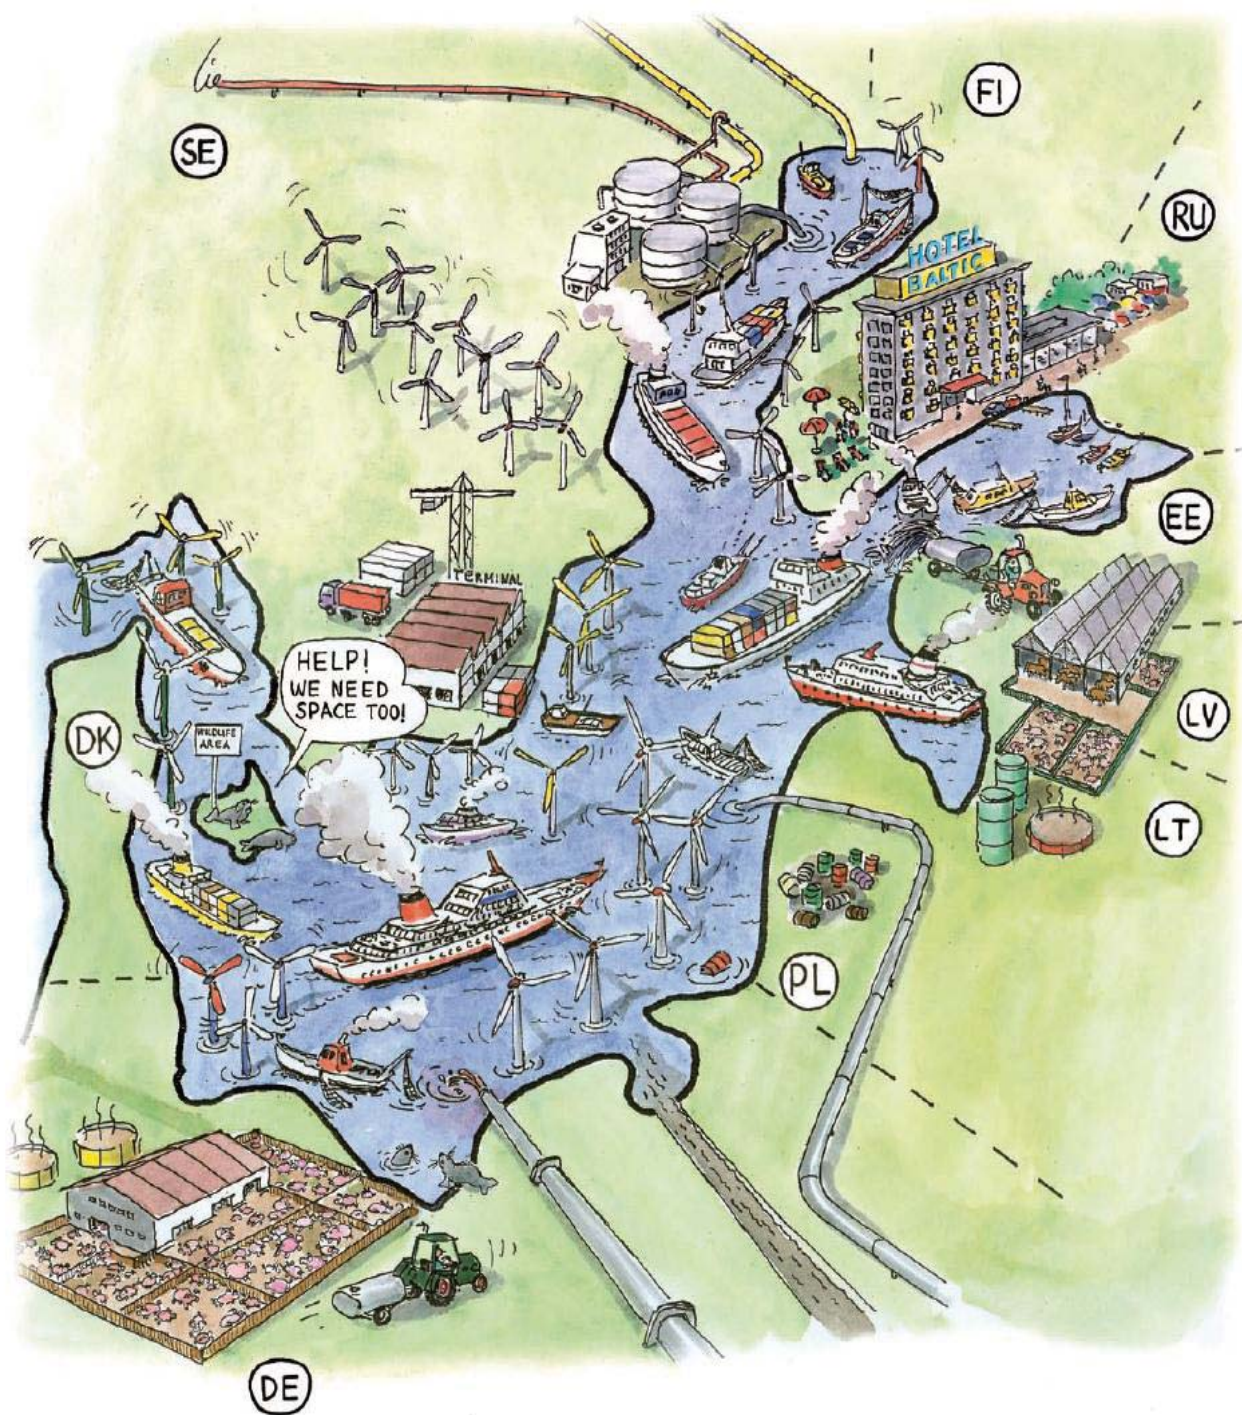 FI
SE
RU
HOTEL
BALTIC
EE
TERMINAL
HELP!
WE NEED
SPACE TOO!
LV
DK
WILDLIFE
AREA
LT
PL
DE